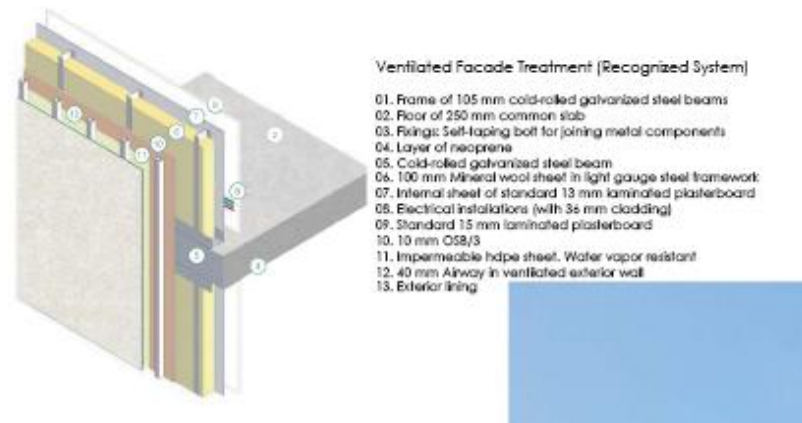 Ventilated Facade Treatment (Recognized System)
01. Frame of 105 mm cold-rolled galvanized steel beams
02. Floor of 250 mm common slab
03. Fixings: Self-taping bolt for joining metal components
04. Layer of neoprene
05. Cold-rolled galvanized steel beam
06. 100 mm Mineral wool sheet in light gauge steel framework
07. Internal sheet of standard 13 mm laminated plasterboard
08. Electrical installations (with 36 mm cladding)
09. Standard 15 mm laminated plasterboard
10. 10 mm OSB/3
11. Impermeable hdpe sheet. Water vapor resistant
12. 40 mm Airway in ventilated exterior wall
13. Exterior lining